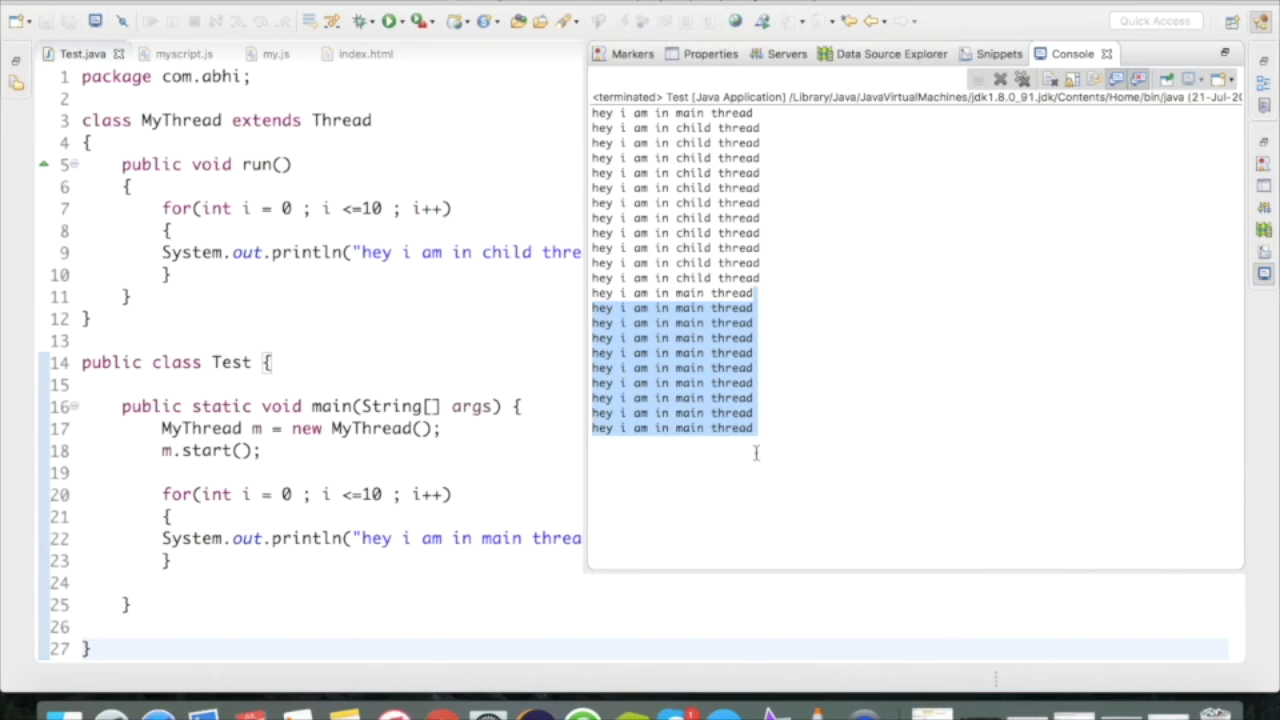 Quick Access
Test.java
myscript.js
my.js
index.html
1 package com.abhi;
2
3 class MyThread extends Thread
4 {
5 public void run()
6 {
7 for(int i = 0 ; i <=10 ; i++)
8 {
9 System.out.println("hey i am in child thre
10 }
11 }
12 }
13
14 public class Test {
15
16 public static void main(String[] args) {
17 MyThread m = new MyThread();
18 m.start();
19
20 for(int i = 0 ; i <=10 ; i++)
21 {
22 System.out.println("hey i am in main threa
23 }
24
25 }
26
27 }
Markers
Properties
Servers
Data Source Explorer
Snippets
Console
<terminated> Test [Java Application] /Library/Java/JavaVirtualMachines/jdk1.8.0_91.jdk/Contents/Home/bin/java (21-Jul-20
hey i am in main thread
hey i am in child thread
hey i am in child thread
hey i am in child thread
hey i am in child thread
hey i am in child thread
hey i am in child thread
hey i am in child thread
hey i am in child thread
hey i am in child thread
hey i am in child thread
hey i am in child thread
hey i am in main thread
hey i am in main thread
hey i am in main thread
hey i am in main thread
hey i am in main thread
hey i am in main thread
hey i am in main thread
hey i am in main thread
hey i am in main thread
hey i am in main thread
1